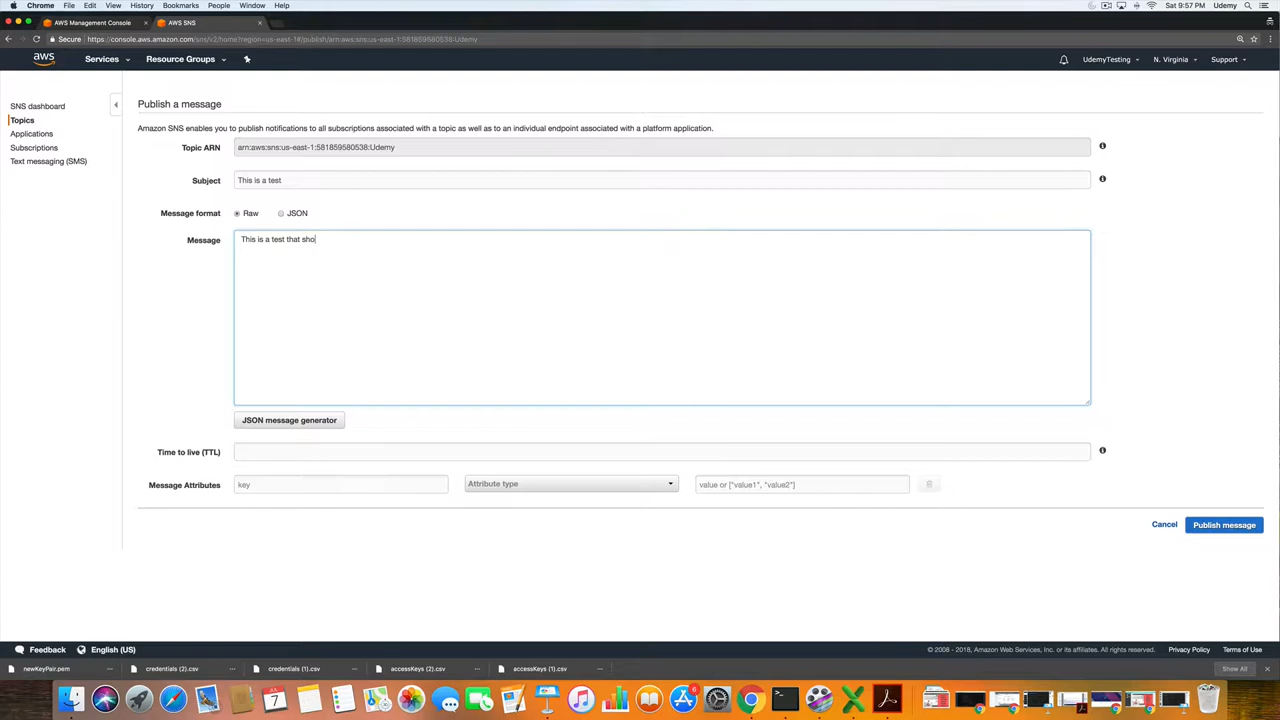 Chrome File Edit View History Bookmarks People Window Help
Sat 9:57 PM Udemy
AWS Management Console
AWS SNS
Secure https://console.aws.amazon.com/sns/v2/home?region=us-east-1#/publish/arn:aws:sns:us-east-1:581859580538:Udemy
aws Services Resource Groups UdemyTesting N. Virginia Support
SNS dashboard
Topics
Applications
Subscriptions
Text messaging (SMS)
Publish a message
Amazon SNS enables you to publish notifications to all subscriptions associated with a topic as well as to an individual endpoint associated with a platform application.
Topic ARN arn:aws:sns:us-east-1:581859580538:Udemy
Subject This is a test
Message format Raw JSON
Message This is a test that sho
JSON message generator
Time to live (TTL)
Message Attributes key Attribute type value or ["value1", "value2"]
Cancel Publish message
Feedback English (US) © 2008 - 2018, Amazon Web Services, Inc. or its affiliates. All rights reserved. Privacy Policy Terms of Use
newKeyPair.pem credentials (2).csv credentials (1).csv accessKeys (2).csv accessKeys (1).csv Show All
7
6